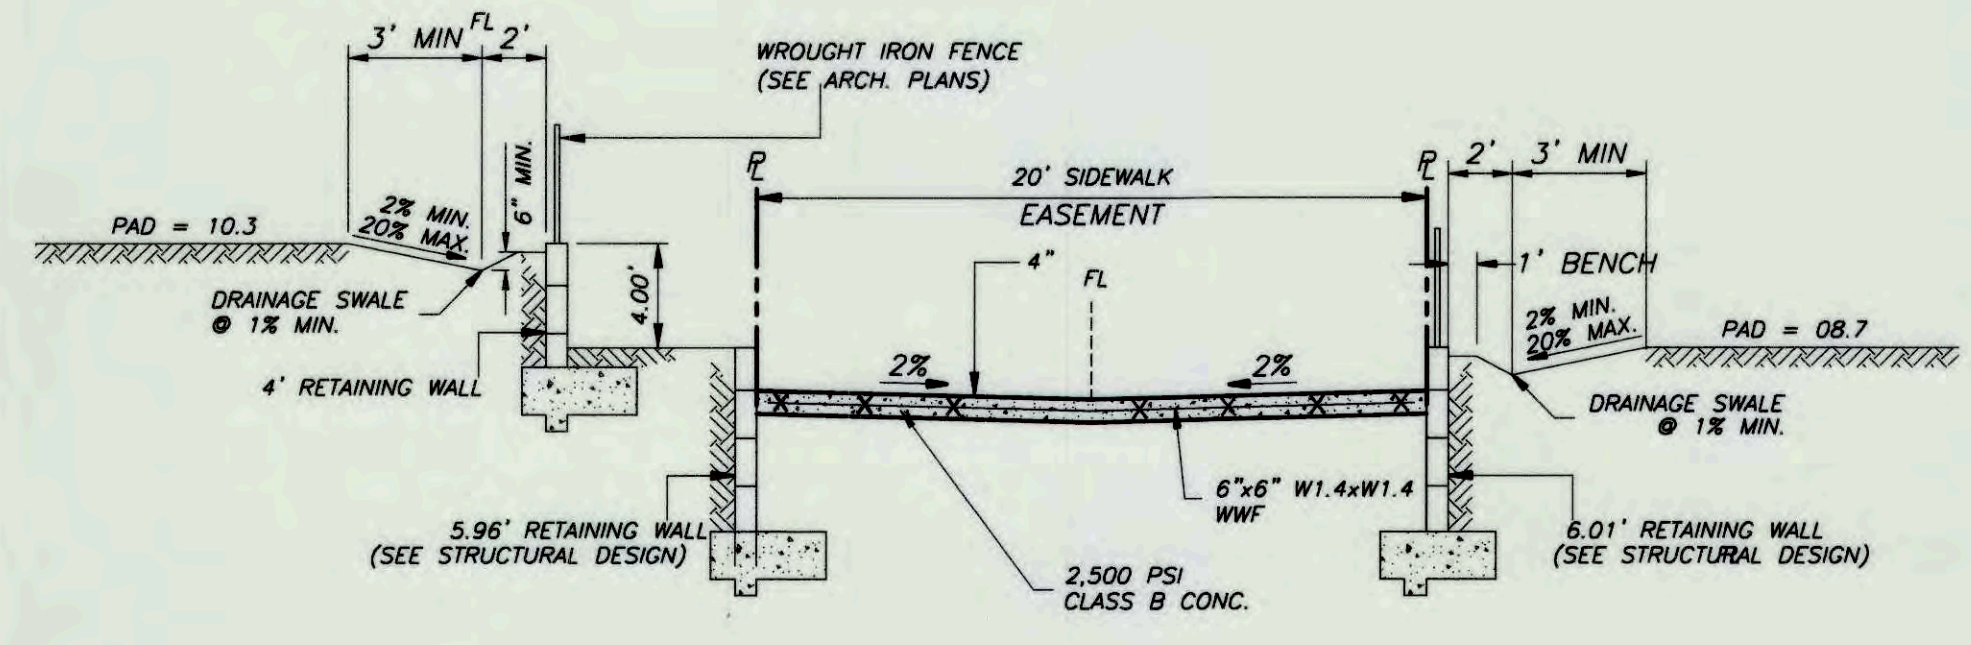 3' MIN
FL
2'
WROUGHT IRON FENCE
(SEE ARCH. PLANS)
6" MIN.
PL
20' SIDEWALK
EASEMENT
PL
2'
3' MIN
PAD = 10.3
2% MIN.
20% MAX.
4.00'
4"
FL
1' BENCH
2% MIN.
20% MAX.
PAD = 08.7
DRAINAGE SWALE
@ 1% MIN.
4' RETAINING WALL
2%
2%
DRAINAGE SWALE
@ 1% MIN.
5.96' RETAINING WALL
(SEE STRUCTURAL DESIGN)
6"x6" W1.4xW1.4
WWF
6.01' RETAINING WALL
(SEE STRUCTURAL DESIGN)
2,500 PSI
CLASS B CONC.